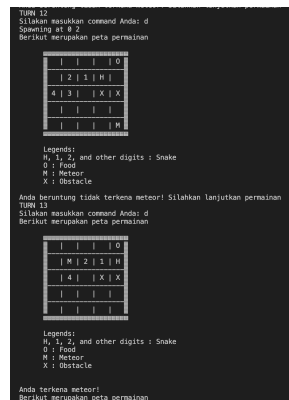 TURN 12
Silakan masukkan command Anda: d
Spawning at 0 2
Berikut merupakan peta permainan
| | | | O
| 2 | 1 | H |
4 | 3 | | X | X
| | | |
| | | | M
Legends:
H, 1, 2, and other digits : Snake
O : Food
M : Meteor
X : Obstacle
Anda beruntung tidak terkena meteor! Silahkan lanjutkan permainan
TURN 13
Silakan masukkan command Anda: d
Berikut merupakan peta permainan
| | | | O
| M | 2 | 1 | H
| 4 | | X | X
| | | |
| | | |
Legends:
H, 1, 2, and other digits : Snake
O : Food
M : Meteor
X : Obstacle
Anda terkena meteor!
Berikut merupakan peta permainan